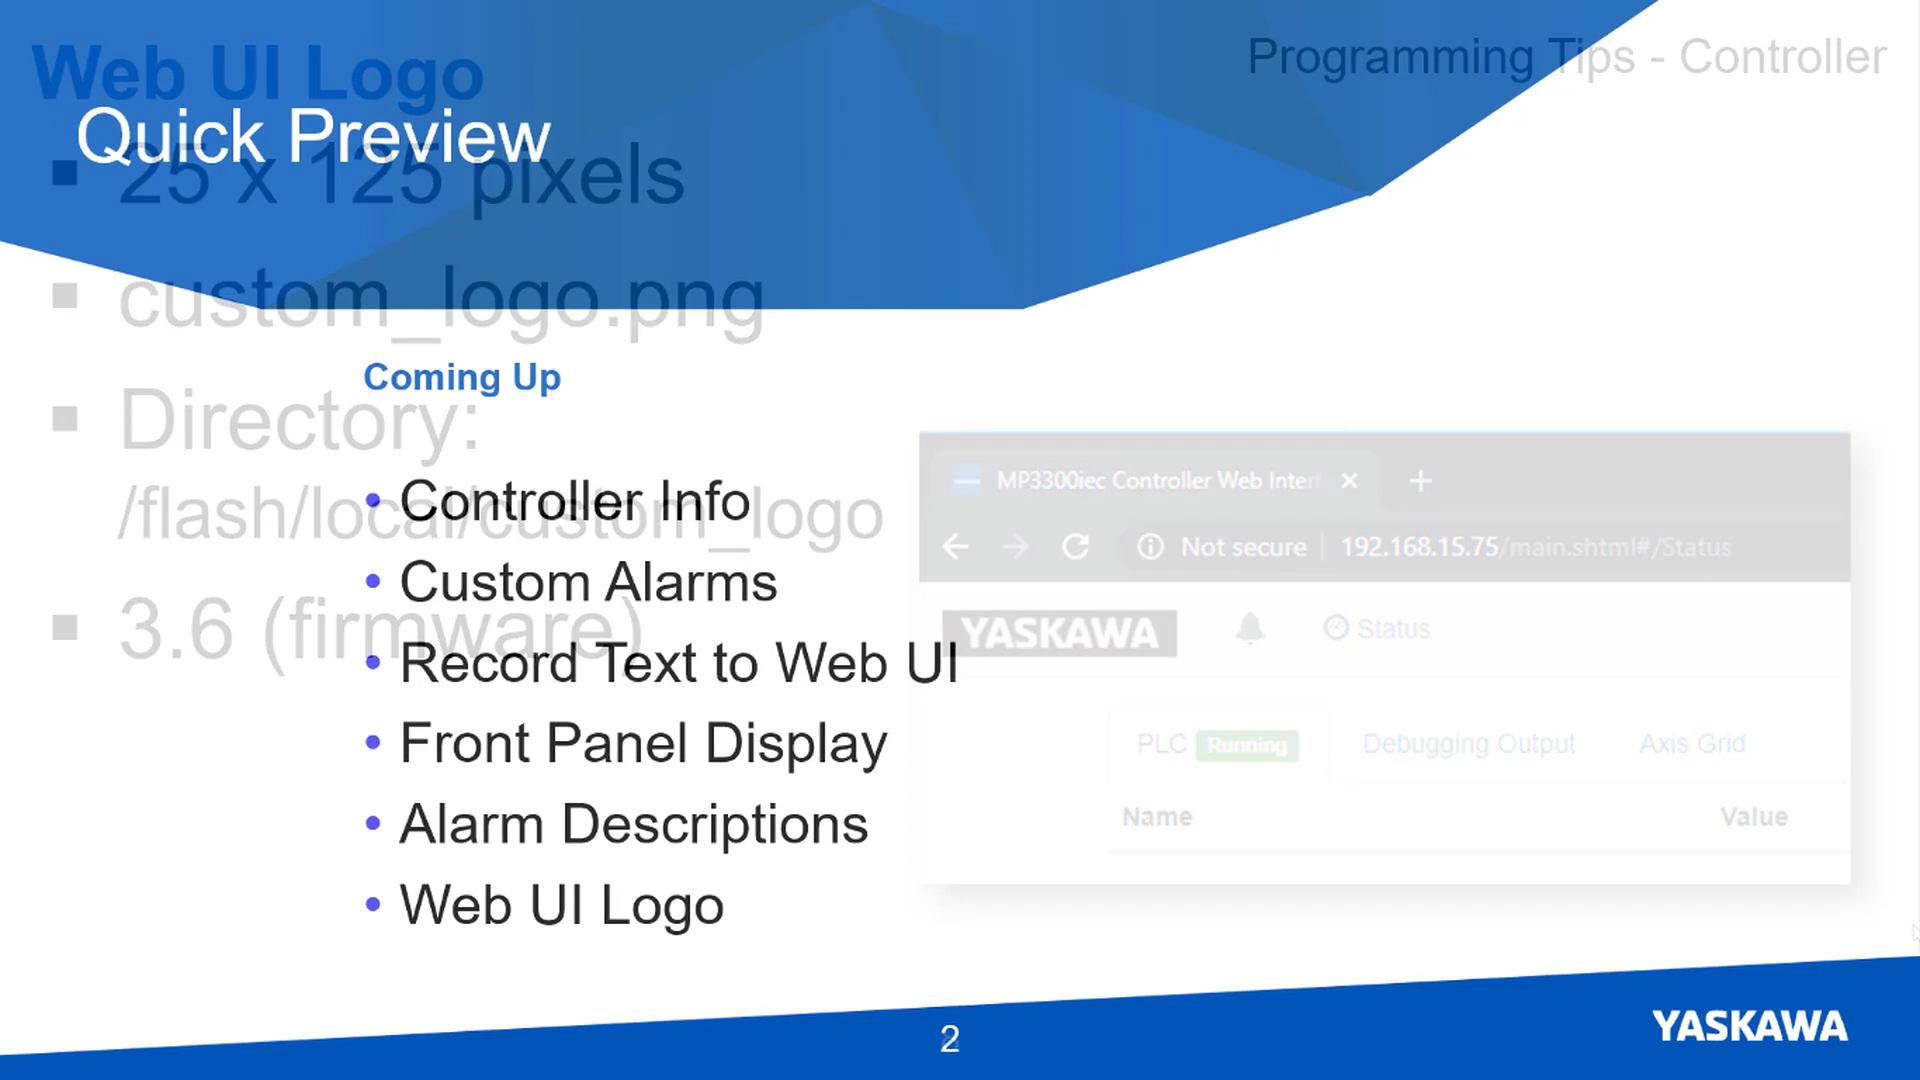 Web UI Logo
Programming Tips - Controller
Quick Preview
25 x 125 pixels
custom_logo.png
Coming Up
Directory:
/flash/local/custom_logo
3.6 (firmware)
Controller Info
Custom Alarms
Record Text to Web UI
Front Panel Display
Alarm Descriptions
Web UI Logo
MP3300iec Controller Web Inter
Not secure
192.168.15.75/main.shtml#/Status
YASKAWA
Status
PLC Running
Debugging Output
Axis Grid
Name
Value
2
YASKAWA